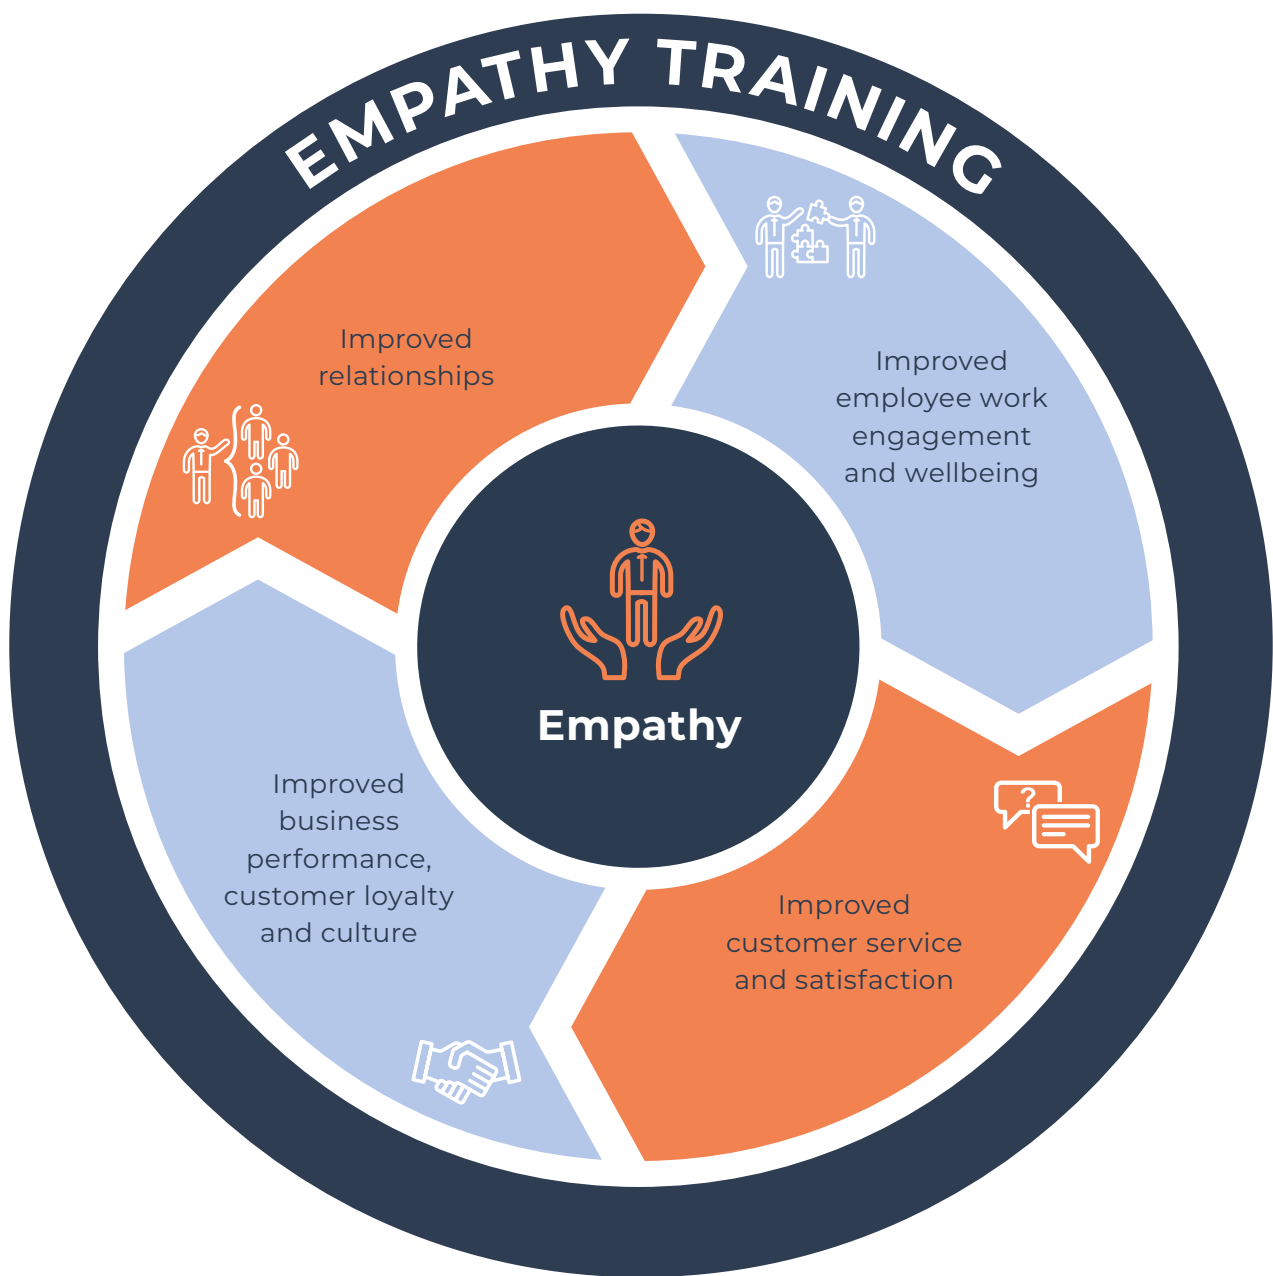 EMPATHY TRAINING
Improved
relationships
Improved
employee work
engagement
and wellbeing
Empathy
Improved
business
performance,
customer loyalty
and culture
?
Improved
customer service
and satisfaction